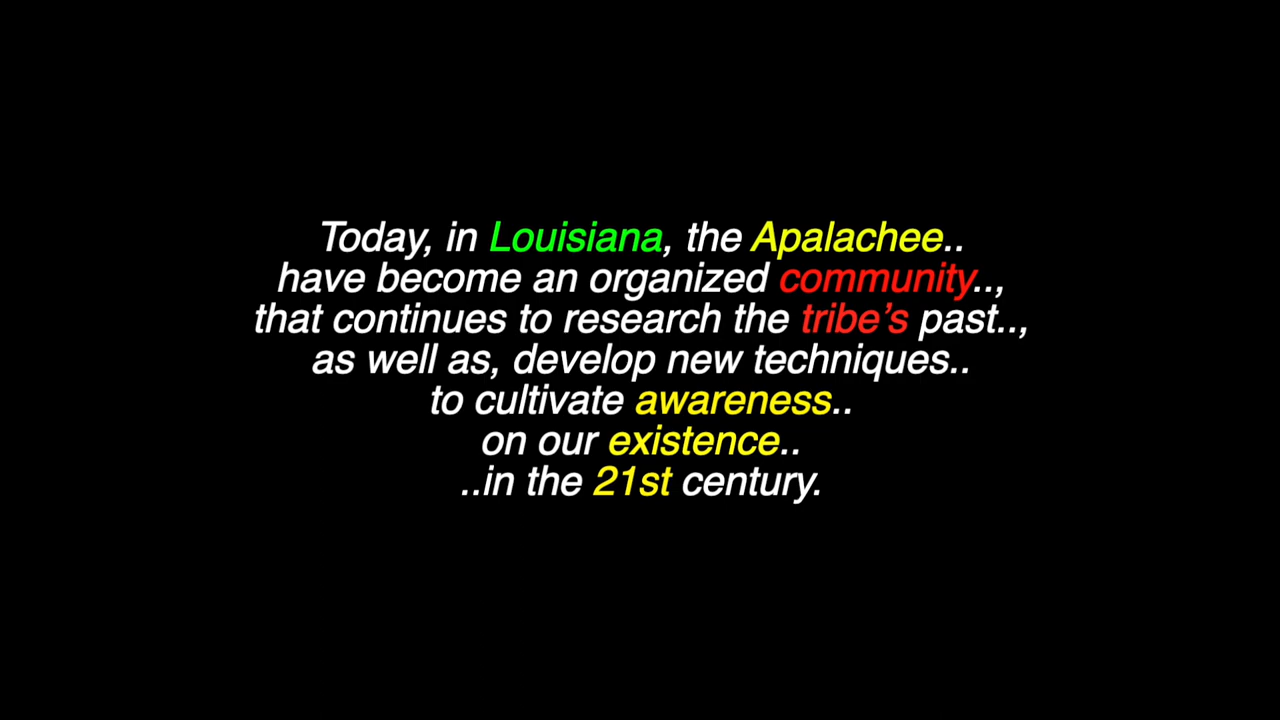 Today, in Louisiana, the Apalachee..
have become an organized community..,
that continues to research the tribe’s past..,
as well as, develop new techniques..
to cultivate awareness..
on our existence..
..in the 21st century.